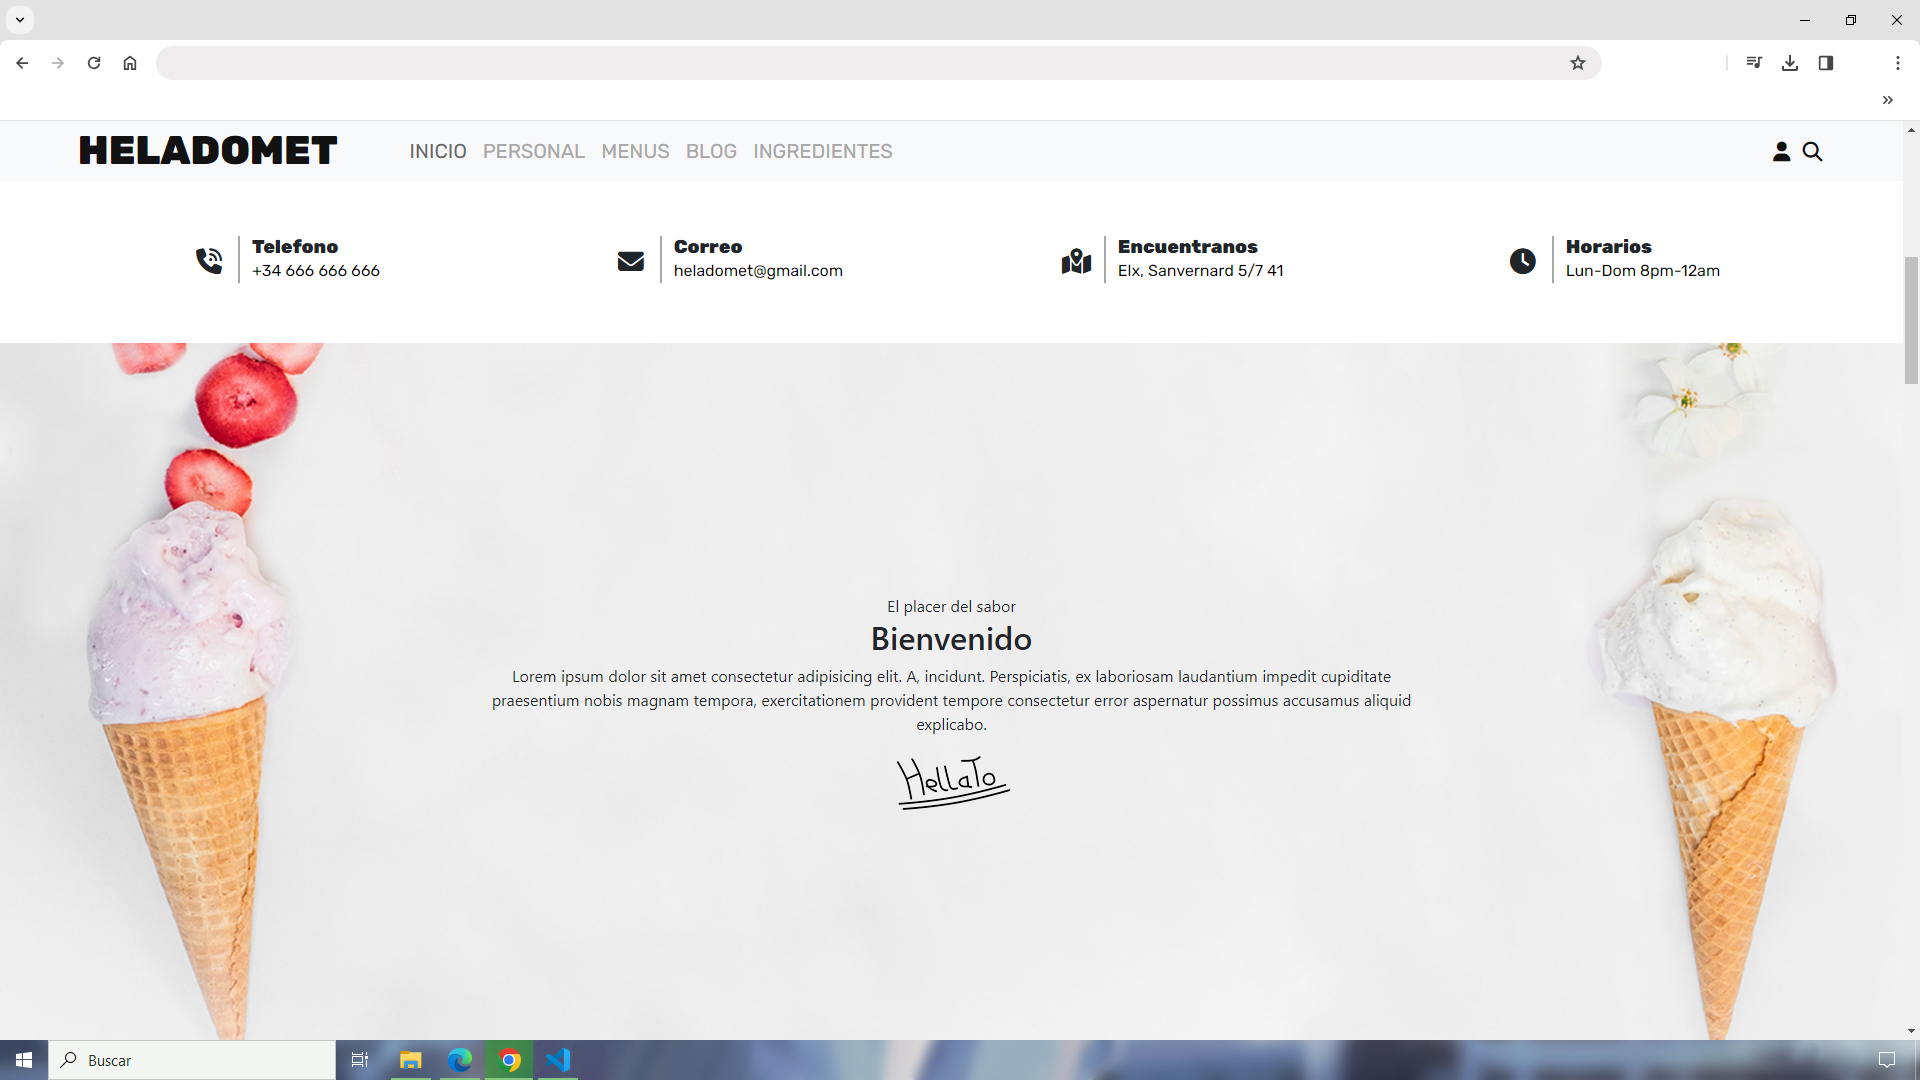 HELADOMET
INICIO PERSONAL MENUS BLOG INGREDIENTES
Telefono
+34 666 666 666
Correo
heladomet@gmail.com
Encuentranos
Elx, Sanvernard 5/7 41
Horarios
Lun-Dom 8pm-12am
El placer del sabor
Bienvenido
Lorem ipsum dolor sit amet consectetur adipisicing elit. A, incidunt. Perspiciatis, ex laboriosam laudantium impedit cupiditate
praesentium nobis magnam tempora, exercitationem provident tempore consectetur error aspernatur possimus accusamus aliquid
explicabo.
HellaTo
Buscar